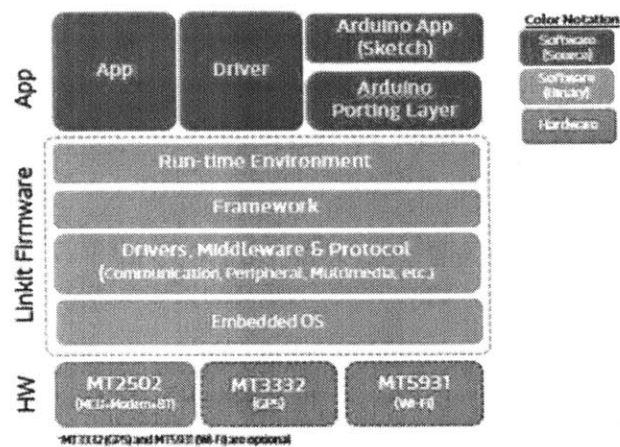 Color Notation
Software
(Source)
Software
(Binary)
Hardware
App
App
Driver
Arduino App
(Sketch)
Arduino
Porting Layer
LinkIt Firmware
Run-time Environment
Framework
Drivers, Middleware & Protocol
(Communication, Peripheral, Multimedia, etc.)
Embedded OS
HW
MT2502
(MCU+Modem+BT)
MT3332
(GPS)
MT5931
(Wi-Fi)
*MT3332 (GPS) and MT5931 (Wi-Fi) are optional